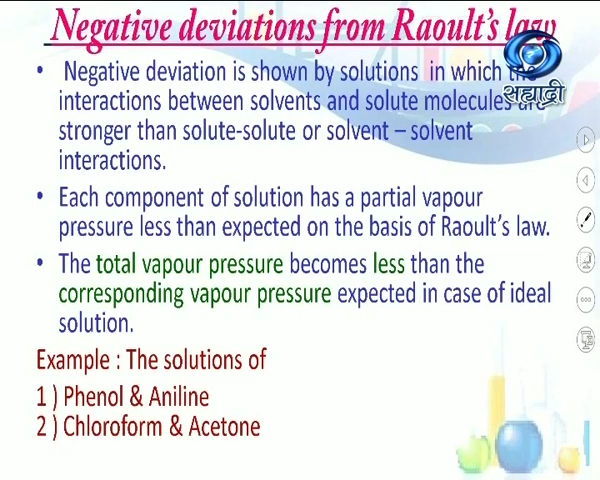 Negative deviations from Raoult's law
• Negative deviation is shown by solutions in which the
interactions between solvents and solute molecules are
stronger than solute-solute or solvent – solvent
interactions.
• Each component of solution has a partial vapour
pressure less than expected on the basis of Raoult's law.
• The total vapour pressure becomes less than the
corresponding vapour pressure expected in case of ideal
solution.
Example : The solutions of
1 ) Phenol & Aniline
2 ) Chloroform & Acetone
सह्याद्री